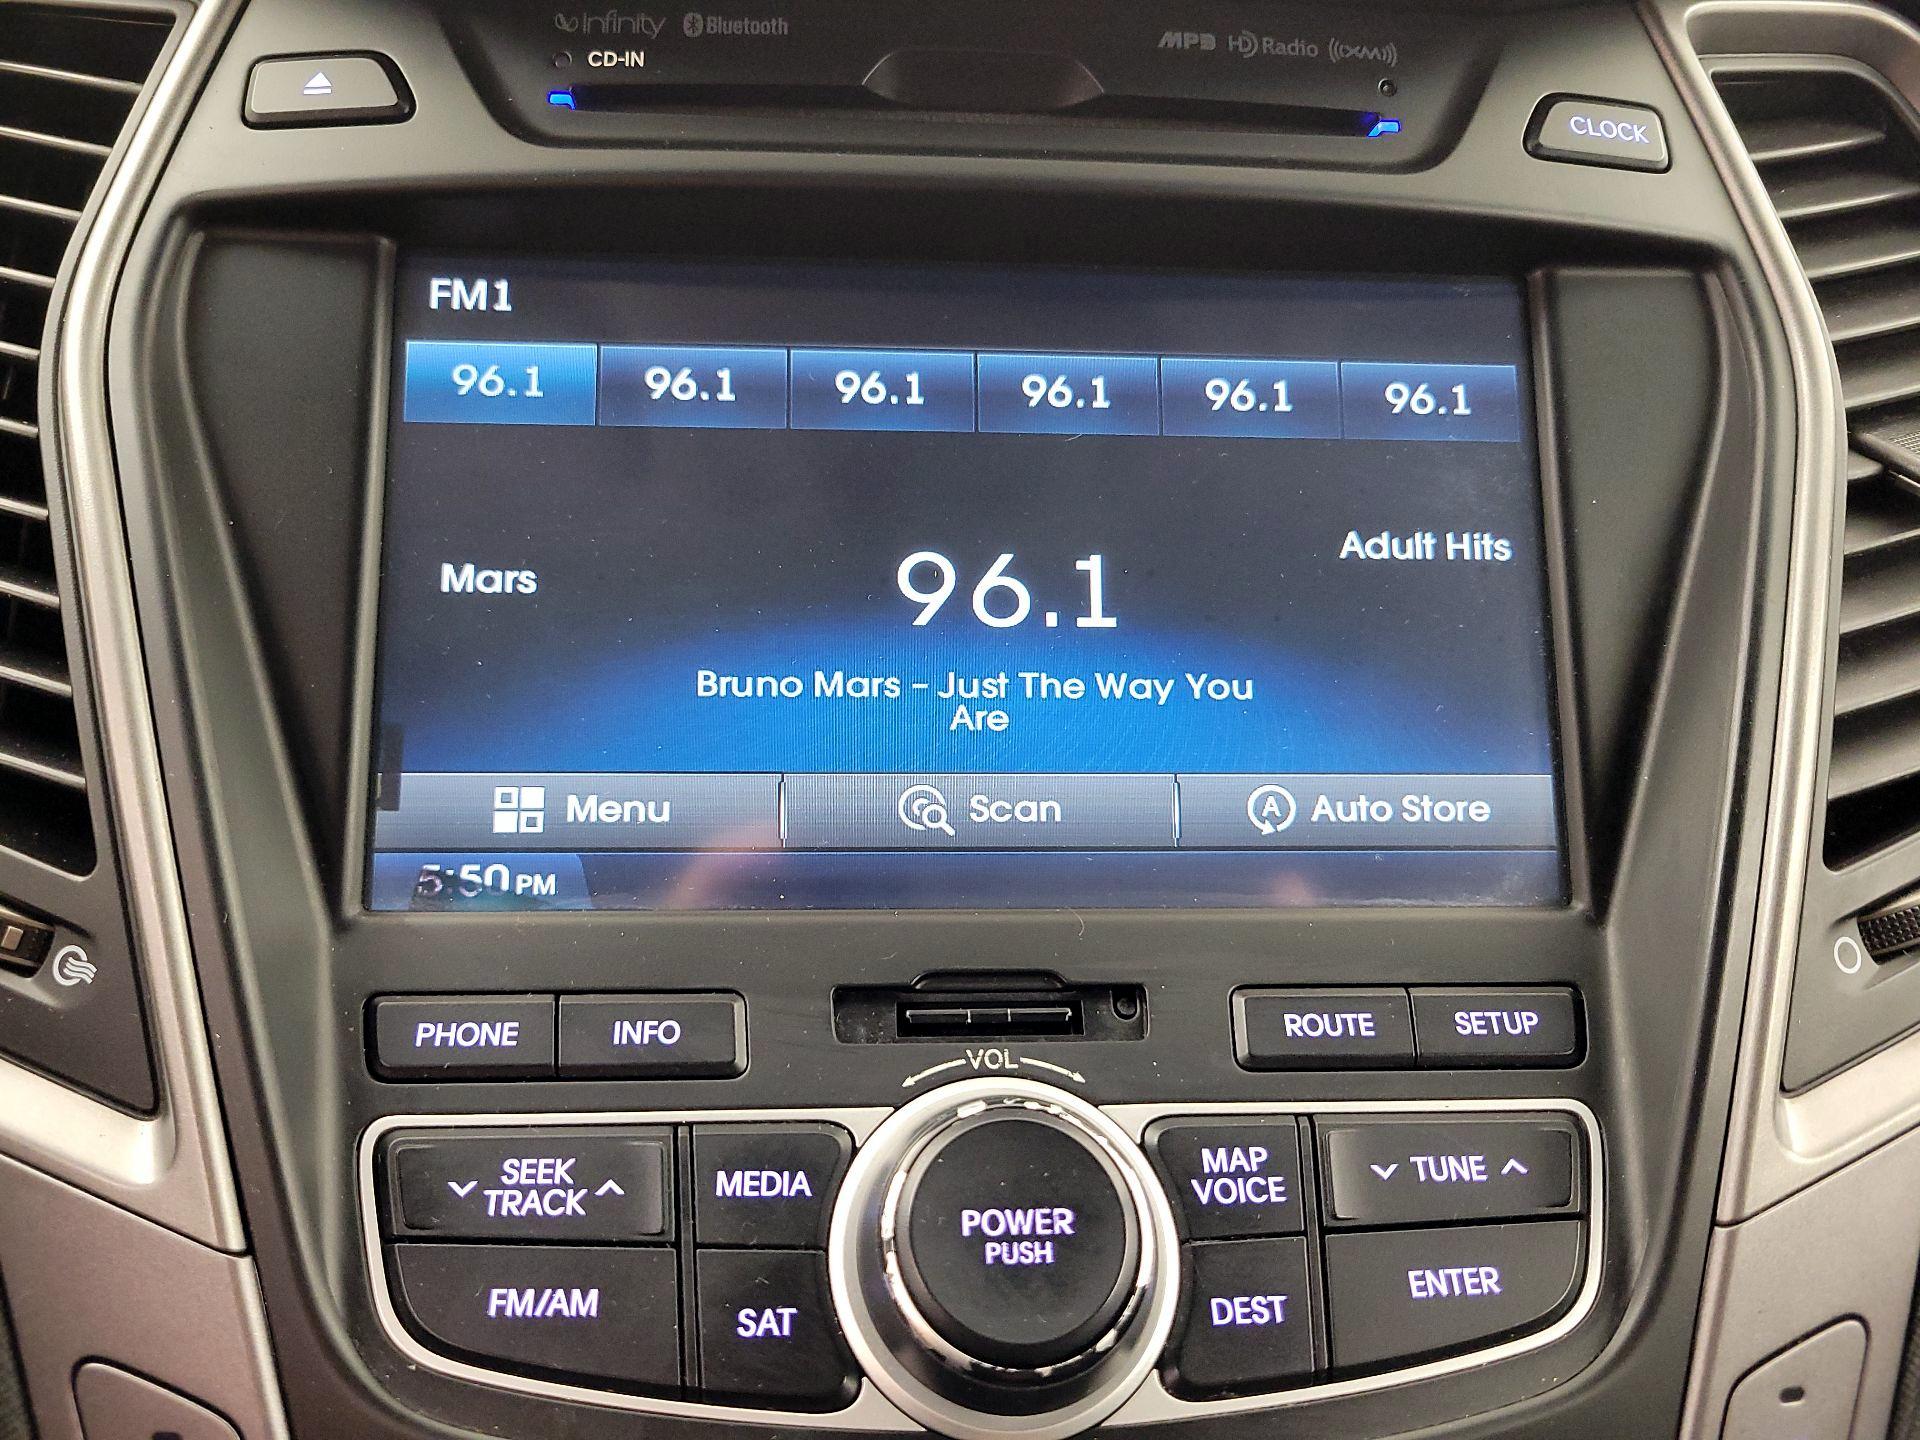 infinity Bluetooth
MP3 HD Radio ((XM))
CD-IN
CLOCK
FM1
96.1 96.1 96.1 96.1 96.1 96.1
Adult Hits
Mars
96.1
Bruno Mars - Just The Way You
Are
Menu Scan Auto Store
A
5:50 PM
PHONE INFO ROUTE SETUP
VOL
SEEK
TRACK
MEDIA
MAP
VOICE
TUNE
POWER
PUSH
FM/AM SAT DEST ENTER